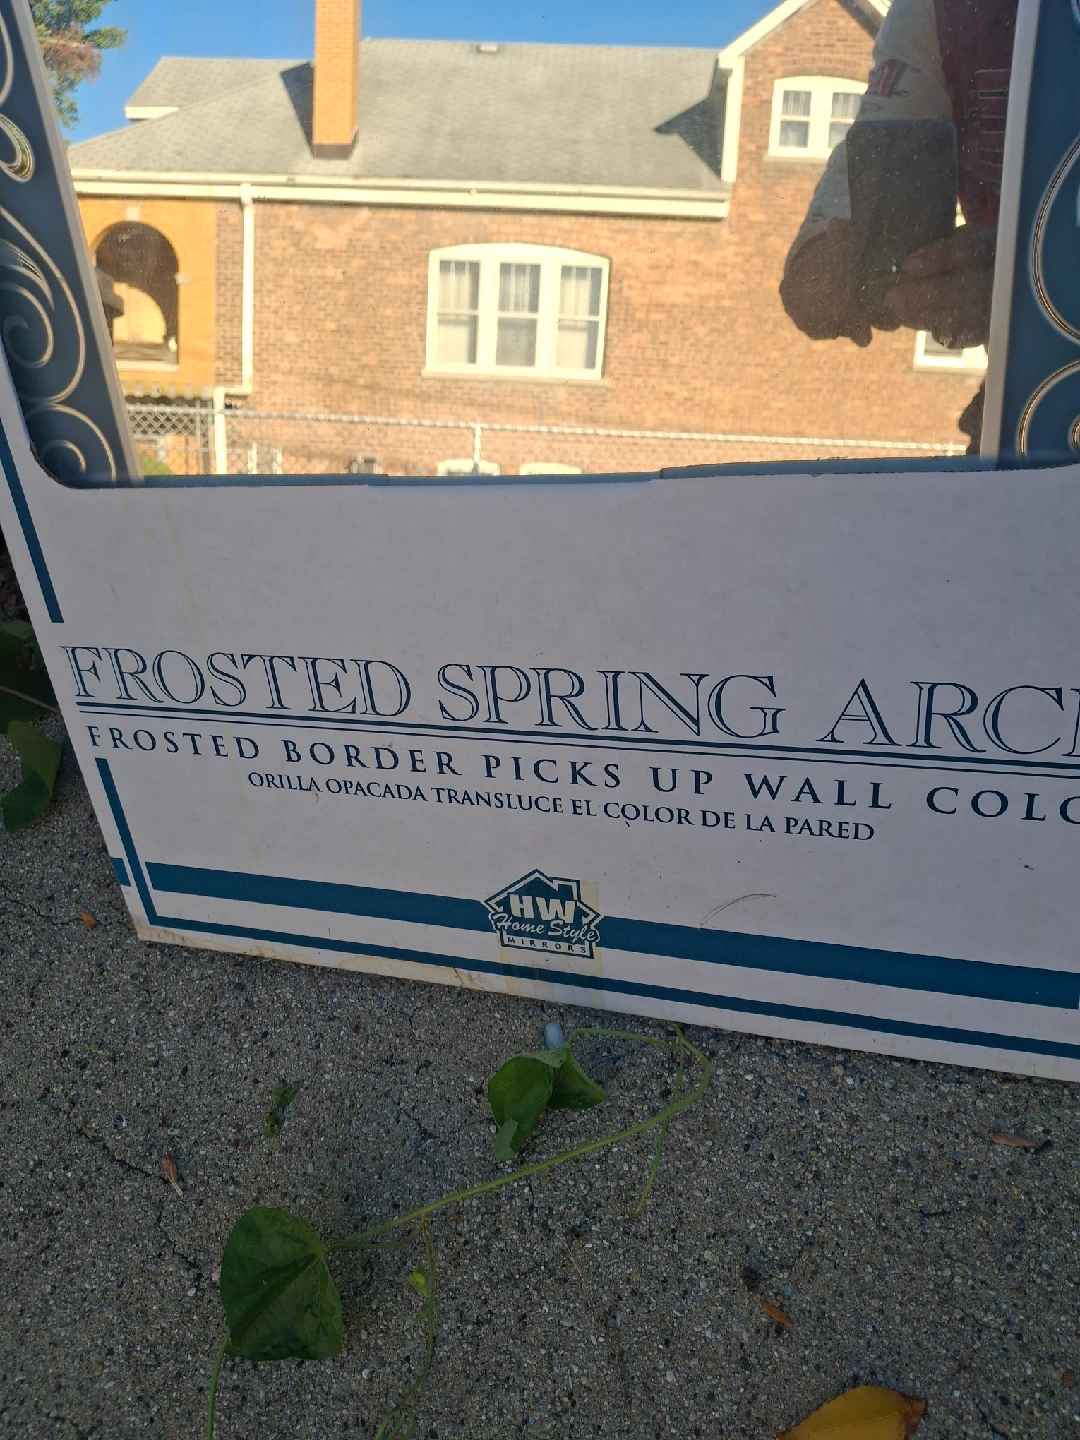 FROSTED SPRING ARC
FROSTED BORDER PICKS UP WALL COLO
ORILLA OPACADA TRANSLUCE EL COLOR DE LA PARED
HW
Home Style
MIRRORS